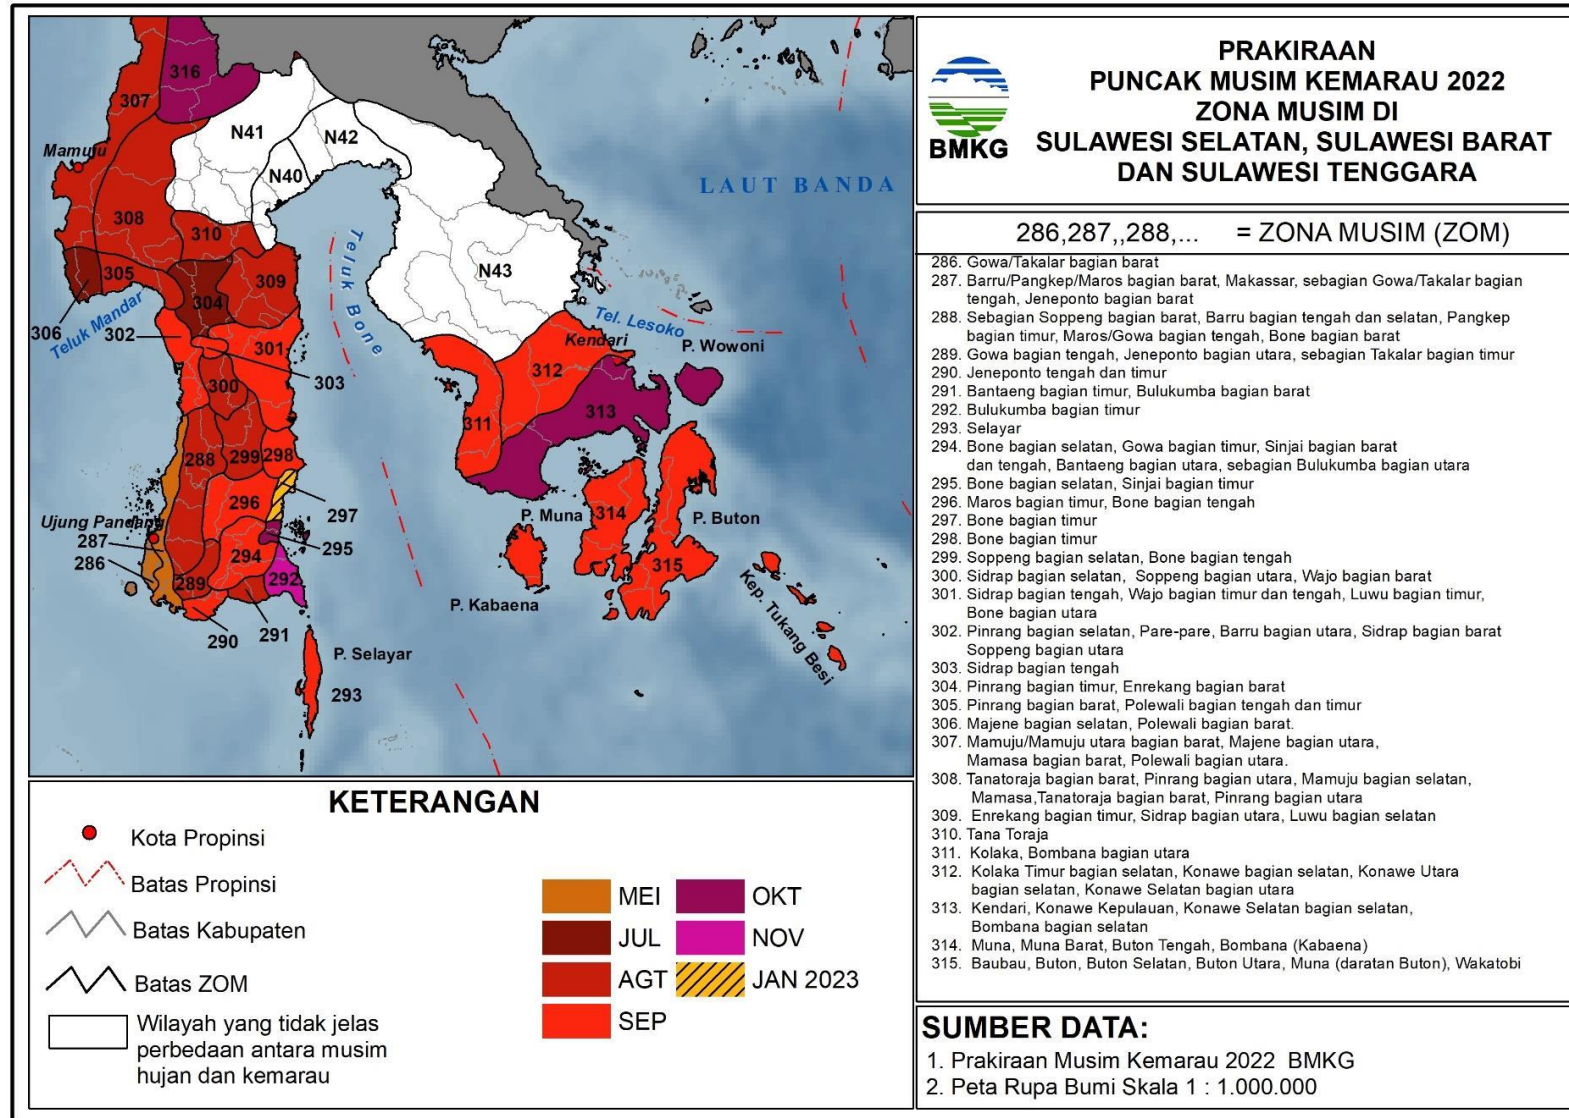 316
307
N41
N42
Mamuju
N40
308
310
LAUT BANDA
Teluk Bone
N43
305
309
304
306
Teluk Mandar
302
301
303
Tel. Lesoko
Kendari
P. Wowoni
312
300
313
311
288
299
298
296
297
P. Muna
314
P. Buton
Ujung Pandang
287
295
286
294
292
289
315
P. Kabaena
290
291
Kep. Tukang Besi
P. Selayar
293
BMKG
PRAKIRAAN
PUNCAK MUSIM KEMARAU 2022
ZONA MUSIM DI
SULAWESI SELATAN, SULAWESI BARAT
DAN SULAWESI TENGGARA
286,287,,288,... = ZONA MUSIM (ZOM)
286. Gowa/Takalar bagian barat
287. Barru/Pangkep/Maros bagian barat, Makassar, sebagian Gowa/Takalar bagian
tengah, Jeneponto bagian barat
288. Sebagian Soppeng bagian barat, Barru bagian tengah dan selatan, Pangkep
bagian timur, Maros/Gowa bagian tengah, Bone bagian barat
289. Gowa bagian tengah, Jeneponto bagian utara, sebagian Takalar bagian timur
290. Jeneponto tengah dan timur
291. Bantaeng bagian timur, Bulukumba bagian barat
292. Bulukumba bagian timur
293. Selayar
294. Bone bagian selatan, Gowa bagian timur, Sinjai bagian barat
dan tengah, Bantaeng bagian utara, sebagian Bulukumba bagian utara
295. Bone bagian selatan, Sinjai bagian timur
296. Maros bagian timur, Bone bagian tengah
297. Bone bagian timur
298. Bone bagian timur
299. Soppeng bagian selatan, Bone bagian tengah
300. Sidrap bagian selatan, Soppeng bagian utara, Wajo bagian barat
301. Sidrap bagian tengah, Wajo bagian timur dan tengah, Luwu bagian timur,
Bone bagian utara
302. Pinrang bagian selatan, Pare-pare, Barru bagian utara, Sidrap bagian barat
Soppeng bagian utara
303. Sidrap bagian tengah
304. Pinrang bagian timur, Enrekang bagian barat
305. Pinrang bagian barat, Polewali bagian tengah dan timur
306. Majene bagian selatan, Polewali bagian barat.
307. Mamuju/Mamuju utara bagian barat, Majene bagian utara,
Mamasa bagian barat, Polewali bagian utara.
308. Tanatoraja bagian barat, Pinrang bagian utara, Mamuju bagian selatan,
Mamasa,Tanatoraja bagian barat, Pinrang bagian utara
309. Enrekang bagian timur, Sidrap bagian utara, Luwu bagian selatan
310. Tana Toraja
311. Kolaka, Bombana bagian utara
312. Kolaka Timur bagian selatan, Konawe bagian selatan, Konawe Utara
bagian selatan, Konawe Selatan bagian utara
313. Kendari, Konawe Kepulauan, Konawe Selatan bagian selatan,
Bombana bagian selatan
314. Muna, Muna Barat, Buton Tengah, Bombana (Kabaena)
315. Baubau, Buton, Buton Selatan, Buton Utara, Muna (daratan Buton), Wakatobi
KETERANGAN
Kota Propinsi
Batas Propinsi
Batas Kabupaten
Batas ZOM
Wilayah yang tidak jelas
perbedaan antara musim
hujan dan kemarau
MEI
JUL
AGT
SEP
OKT
NOV
JAN 2023
SUMBER DATA:
1. Prakiraan Musim Kemarau 2022 BMKG
2. Peta Rupa Bumi Skala 1 : 1.000.000